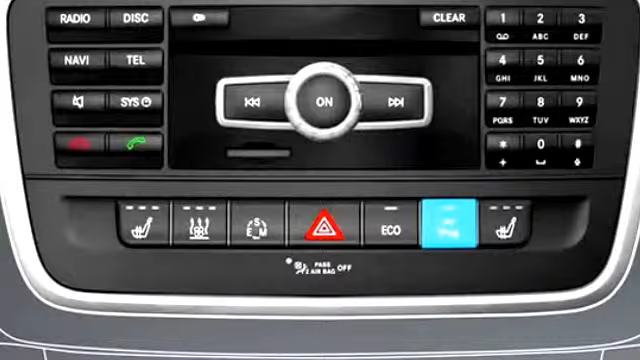 RADIO DISC CLEAR 1 2 3
ABC DEF
NAVI TEL 4 5 6
GHI JKL MNO
ON
SYS 7 8 9
PQRS TUV WXYZ
* 0 #
+
S
E M
ECO
PASS
AIR BAG OFF